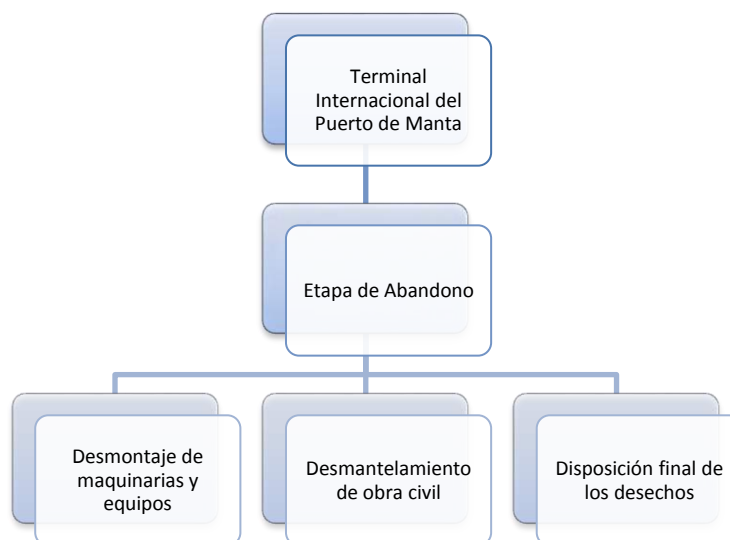 Terminal
Internacional del
Puerto de Manta
Etapa de Abandono
Desmontaje de
maquinarias y
equipos
Desmantelamiento
de obra civil
Disposición final de
los desechos